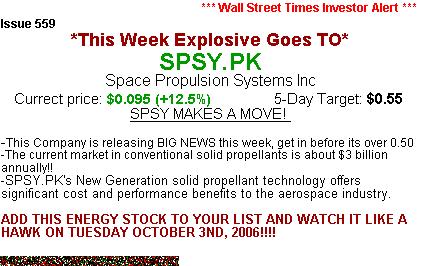 *** Wall Street Times Investor Alert ***
Issue 559
*This Week Explosive Goes TO*
SPSY.PK
Space Propulsion Systems Inc
Currect price: $0.095 (+12.5%) 5-Day Target: $0.55
SPSY MAKES A MOVE!
-This Company is releasing BIG NEWS this week, get in before its over 0.50
-The current market in conventional solid propellants is about $3 billion
annually!!
-SPSY.PK's New Generation solid propellant technology offers
significant cost and performance benefits to the aerospace industry.
ADD THIS ENERGY STOCK TO YOUR LIST AND WATCH IT LIKE A
HAWK ON TUESDAY OCTOBER 3ND, 2006!!!!